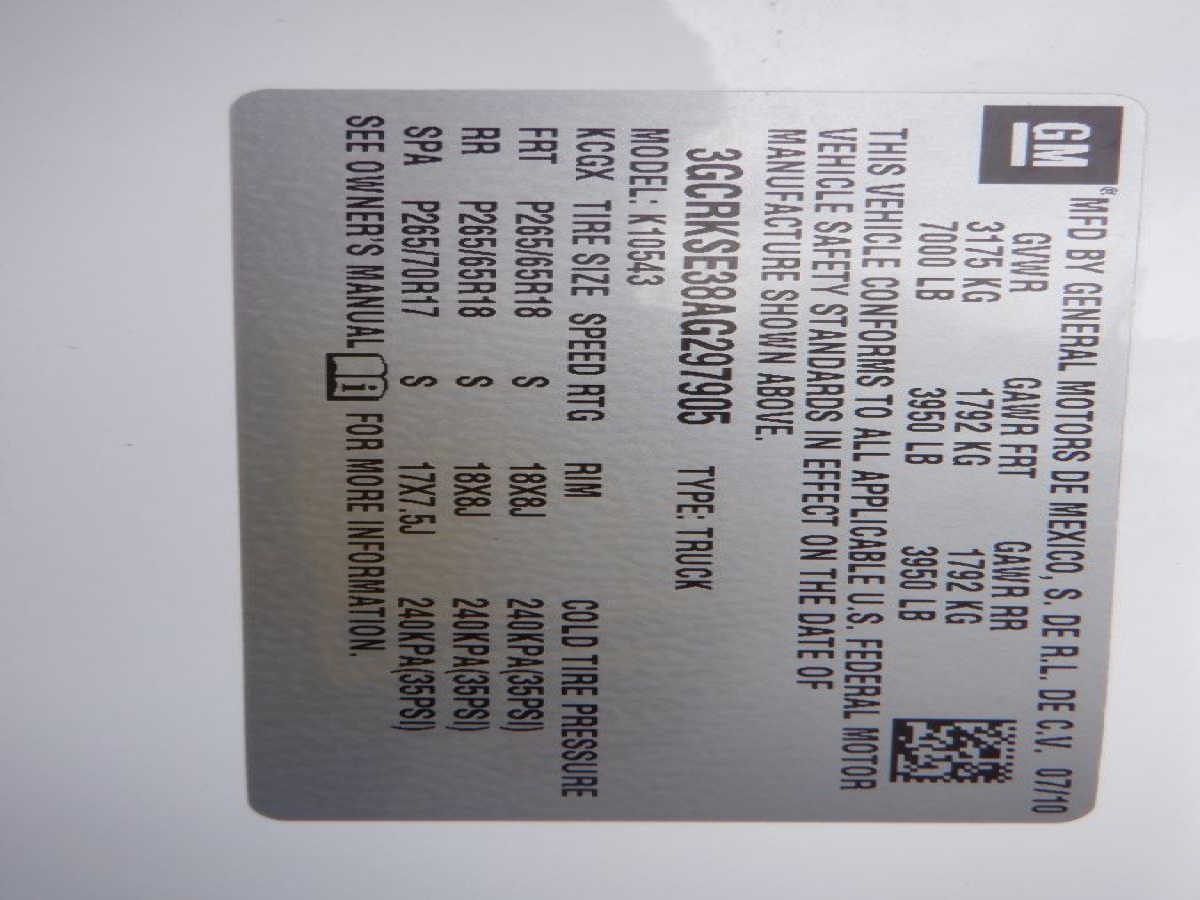 GM
®MFD BY GENERAL MOTORS DE MEXICO, S. DE R.L. DE C.V. 07/10
GVWR GAWR FRT GAWR RR
3175 KG 1792 KG 1792 KG
7000 LB 3950 LB 3950 LB
THIS VEHICLE CONFORMS TO ALL APPLICABLE U.S. FEDERAL MOTOR
VEHICLE SAFETY STANDARDS IN EFFECT ON THE DATE OF
MANUFACTURE SHOWN ABOVE.
3GCRKSE38AG297905 TYPE: TRUCK
MODEL: K10543
KCGX TIRE SIZE SPEED RTG RIM COLD TIRE PRESSURE
FRT P265/65R18 S 18X8J 240KPA(35PSI)
RR P265/65R18 S 18X8J 240KPA(35PSI)
SPA P265/70R17 S 17X7.5J 240KPA(35PSI)
SEE OWNER'S MANUAL i FOR MORE INFORMATION.